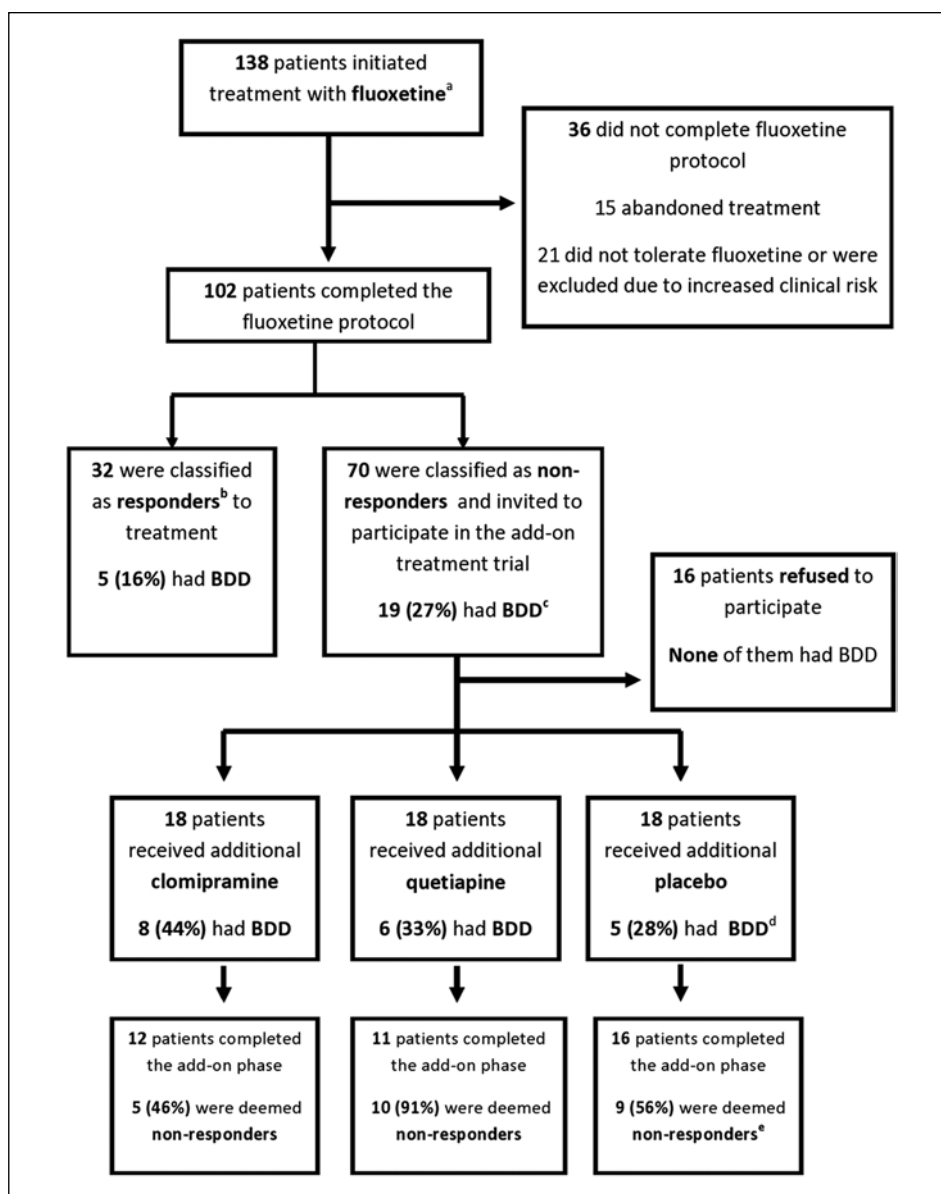 138 patients initiated
treatment with fluoxetineᵃ
36 did not complete fluoxetine
protocol
15 abandoned treatment
21 did not tolerate fluoxetine or were
excluded due to increased clinical risk
102 patients completed the
fluoxetine protocol
32 were classified
as respondersᵇ to
treatment
5 (16%) had BDD
70 were classified as non-
responders and invited to
participate in the add-on
treatment trial
19 (27%) had BDDᶜ
16 patients refused to
participate
None of them had BDD
18 patients
received additional
clomipramine
8 (44%) had BDD
18 patients
received additional
quetiapine
6 (33%) had BDD
18 patients
received additional
placebo
5 (28%) had BDDᵈ
12 patients completed
the add-on phase
5 (46%) were deemed
non-responders
11 patients completed
the add-on phase
10 (91%) were deemed
non-responders
16 patients completed
the add-on phase
9 (56%) were deemed
non-respondersᵉ